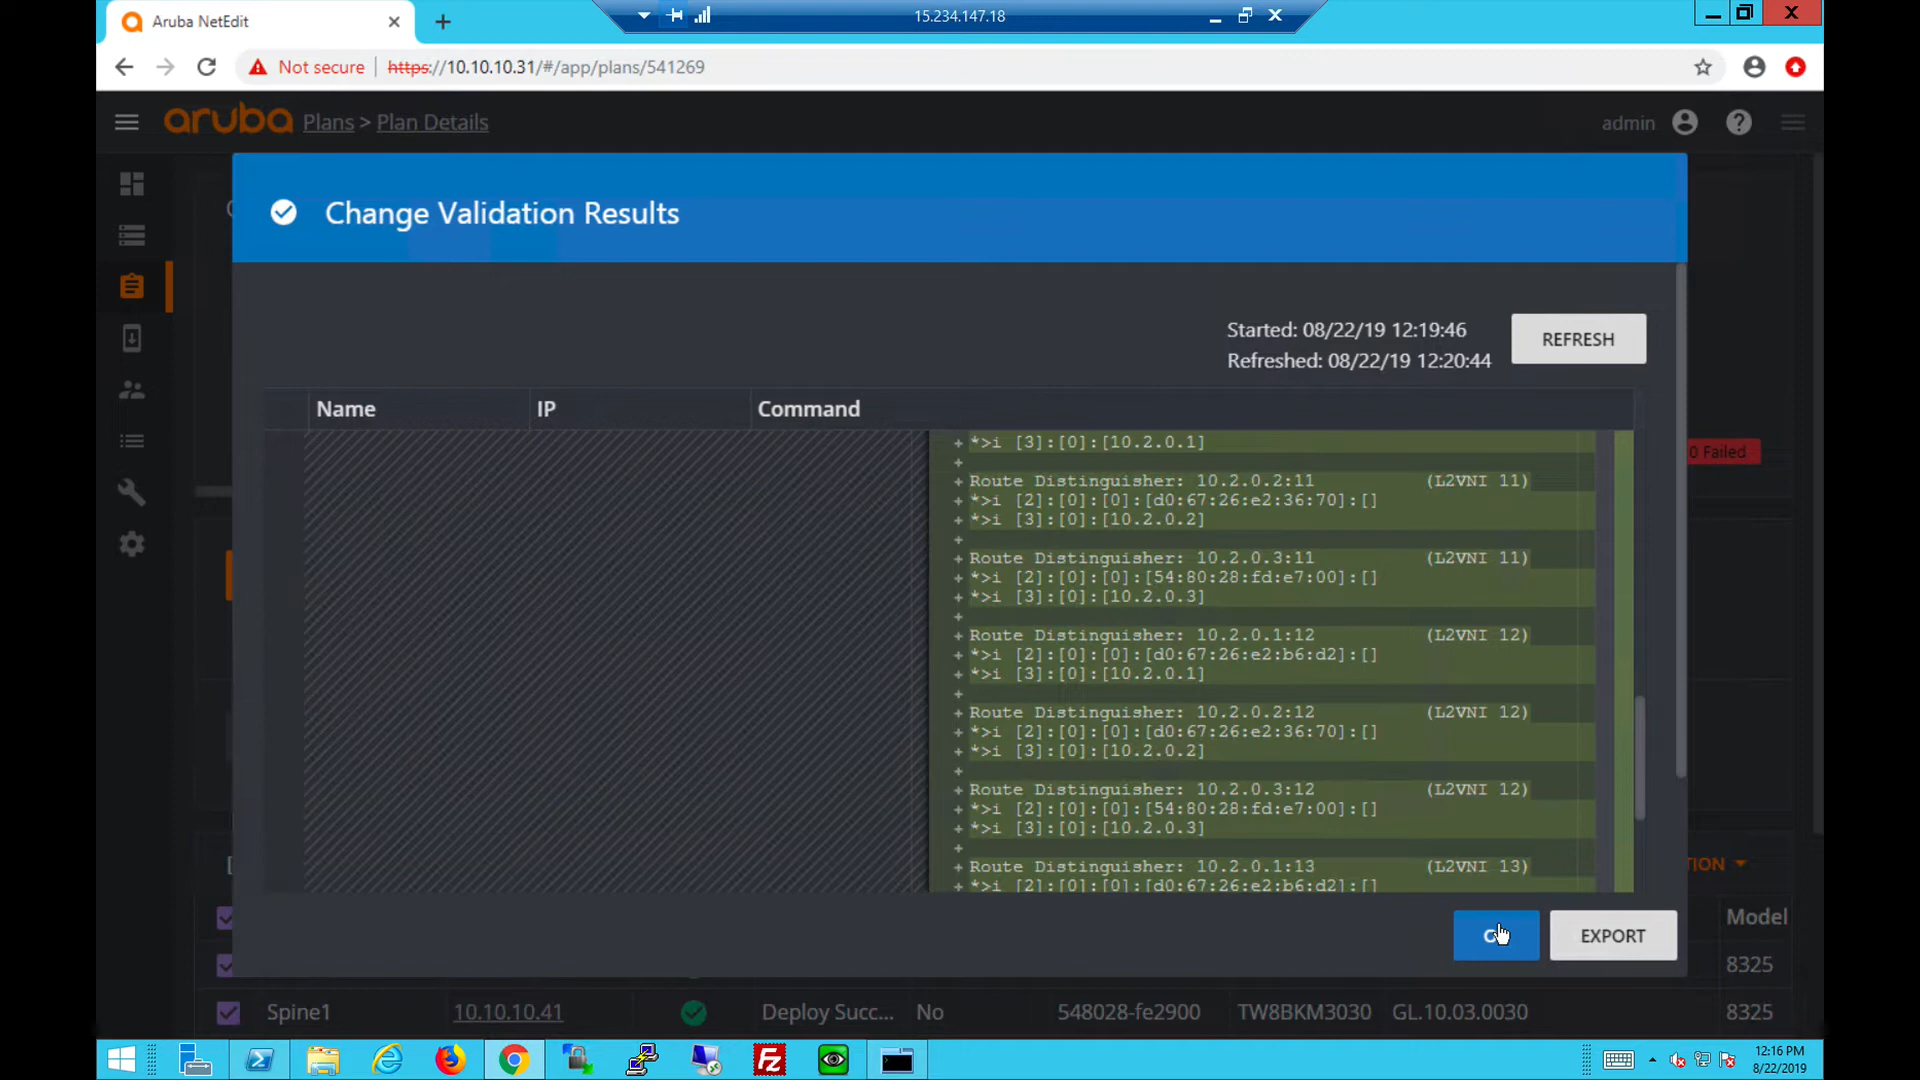 Aruba NetEdit
15.234.147.18
Not secure
https://10.10.10.31/#/app/plans/541269
aruba Plans > Plan Details
admin
Change Validation Results
Started: 08/22/19 12:19:46
Refreshed: 08/22/19 12:20:44
REFRESH
Name IP Command
+ *>i [3]:[0]:[10.2.0.1]
+
+ Route Distinguisher: 10.2.0.2:11 (L2VNI 11)
+ *>i [2]:[0]:[0]:[d0:67:26:e2:36:70]:[]
+ *>i [3]:[0]:[10.2.0.2]
+
+ Route Distinguisher: 10.2.0.3:11 (L2VNI 11)
+ *>i [2]:[0]:[0]:[54:80:28:fd:e7:00]:[]
+ *>i [3]:[0]:[10.2.0.3]
+
+ Route Distinguisher: 10.2.0.1:12 (L2VNI 12)
+ *>i [2]:[0]:[0]:[d0:67:26:e2:b6:d2]:[]
+ *>i [3]:[0]:[10.2.0.1]
+
+ Route Distinguisher: 10.2.0.2:12 (L2VNI 12)
+ *>i [2]:[0]:[0]:[d0:67:26:e2:36:70]:[]
+ *>i [3]:[0]:[10.2.0.2]
+
+ Route Distinguisher: 10.2.0.3:12 (L2VNI 12)
+ *>i [2]:[0]:[0]:[54:80:28:fd:e7:00]:[]
+ *>i [3]:[0]:[10.2.0.3]
+
+ Route Distinguisher: 10.2.0.1:13 (L2VNI 13)
+ *>i [2]:[0]:[0]:[d0:67:26:e2:b6:d2]:[]
0 Failed
TION
EXPORT
Model
8325
Spine1 10.10.10.41 Deploy Succ... No 548028-fe2900 TW8BKM3030 GL.10.03.0030 8325
12:16 PM
8/22/2019